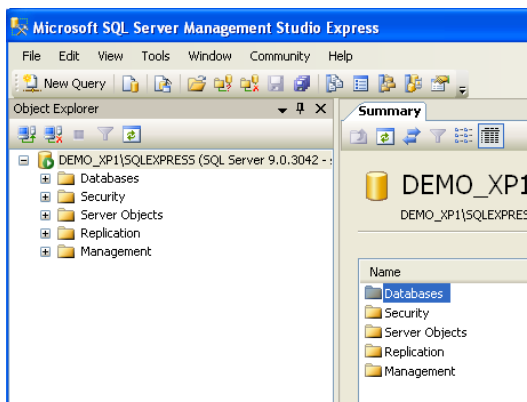 Microsoft SQL Server Management Studio Express
File Edit View Tools Window Community Help
New Query
Object Explorer
DEMO_XP1\SQLEXPRESS (SQL Server 9.0.3042 -
Databases
Security
Server Objects
Replication
Management
Summary
DEMO_XP1
DEMO_XP1\SQLEXPRES
Name
Databases
Security
Server Objects
Replication
Management